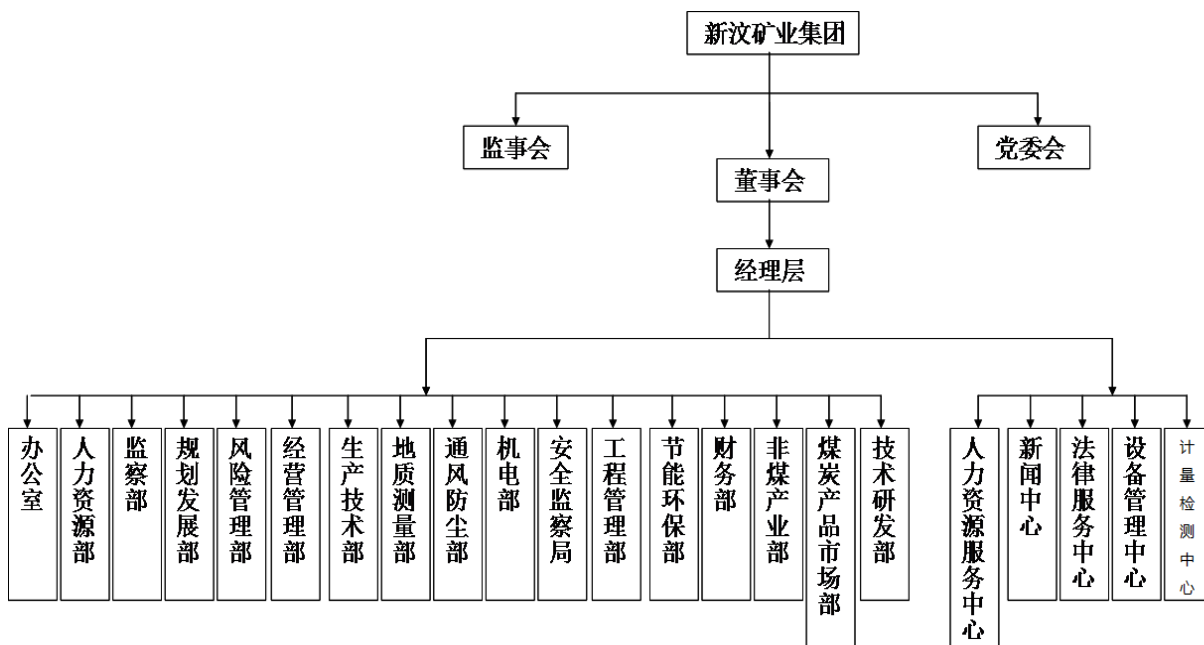 新汶矿业集团
监事会
党委会
董事会
经理层
办公室
人力资源部
监察部
规划发展部
风险管理部
经营管理部
生产技术部
地质测量部
通风防尘部
机电部
安全监察局
工程管理部
节能环保部
财务部
非煤产业部
煤炭产品市场部
技术研发部
人力资源服务中心
新闻中心
法律服务中心
设备管理中心
计量检测中心